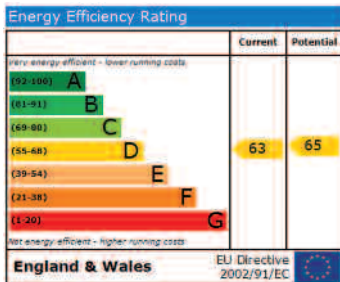 Energy Efficiency Rating
Current Potential
Very energy efficient - lower running costs
(92-100) A
(81-91) B
(69-80) C
(55-68) D
63 65
(39-54) E
(21-38) F
(1-20) G
Not energy efficient - higher running costs
England & Wales
EU Directive
2002/91/EC